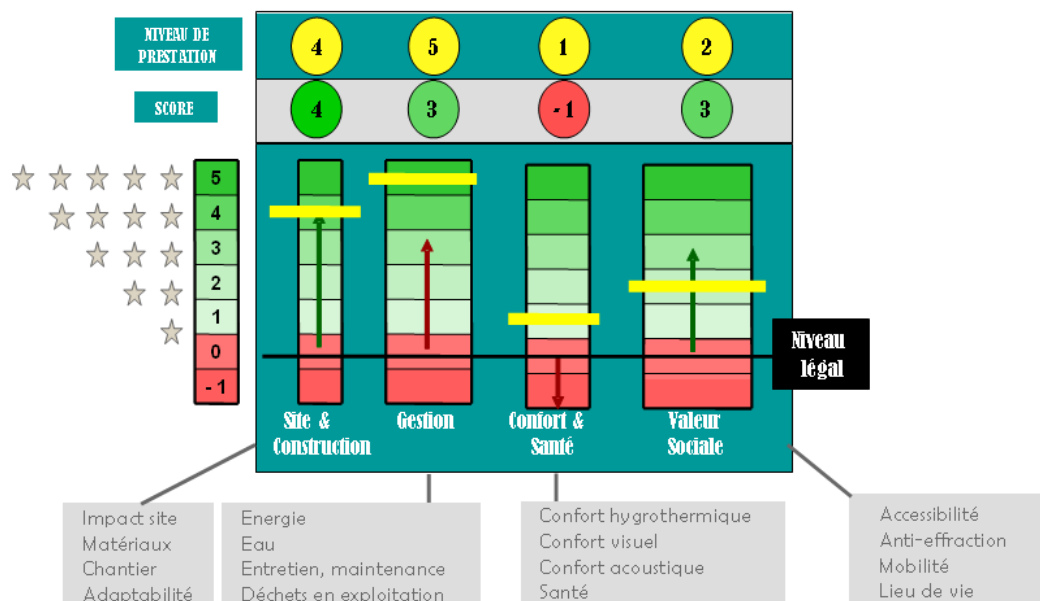 NIVEAU DE
PRESTATION
4 5 1 2
SCORE
4 3 - 1 3
5
4
3
2
1
0
- 1
Niveau
légal
Site &
Construction
Gestion
Confort &
Santé
Valeur
Sociale
Impact site
Matériaux
Chantier
Adaptabilité
Energie
Eau
Entretien, maintenance
Déchets en exploitation
Confort hygrothermique
Confort visuel
Confort acoustique
Santé
Accessibilité
Anti-effraction
Mobilité
Lieu de vie